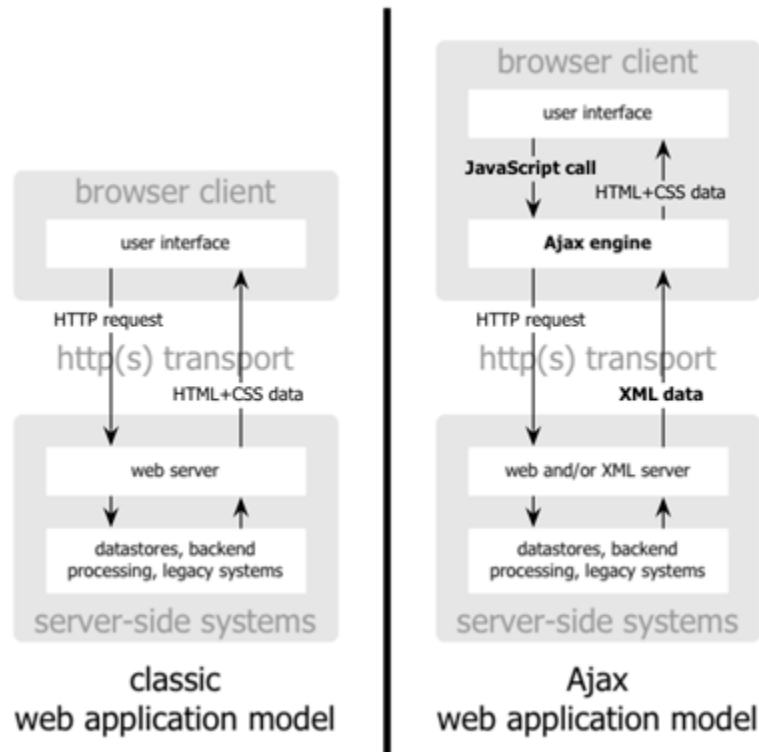 browser client
user interface
HTTP request
http(s) transport
HTML+CSS data
web server
datastores, backend
processing, legacy systems
server-side systems
classic
web application model
browser client
user interface
JavaScript call
HTML+CSS data
Ajax engine
HTTP request
http(s) transport
XML data
web and/or XML server
datastores, backend
processing, legacy systems
server-side systems
Ajax
web application model